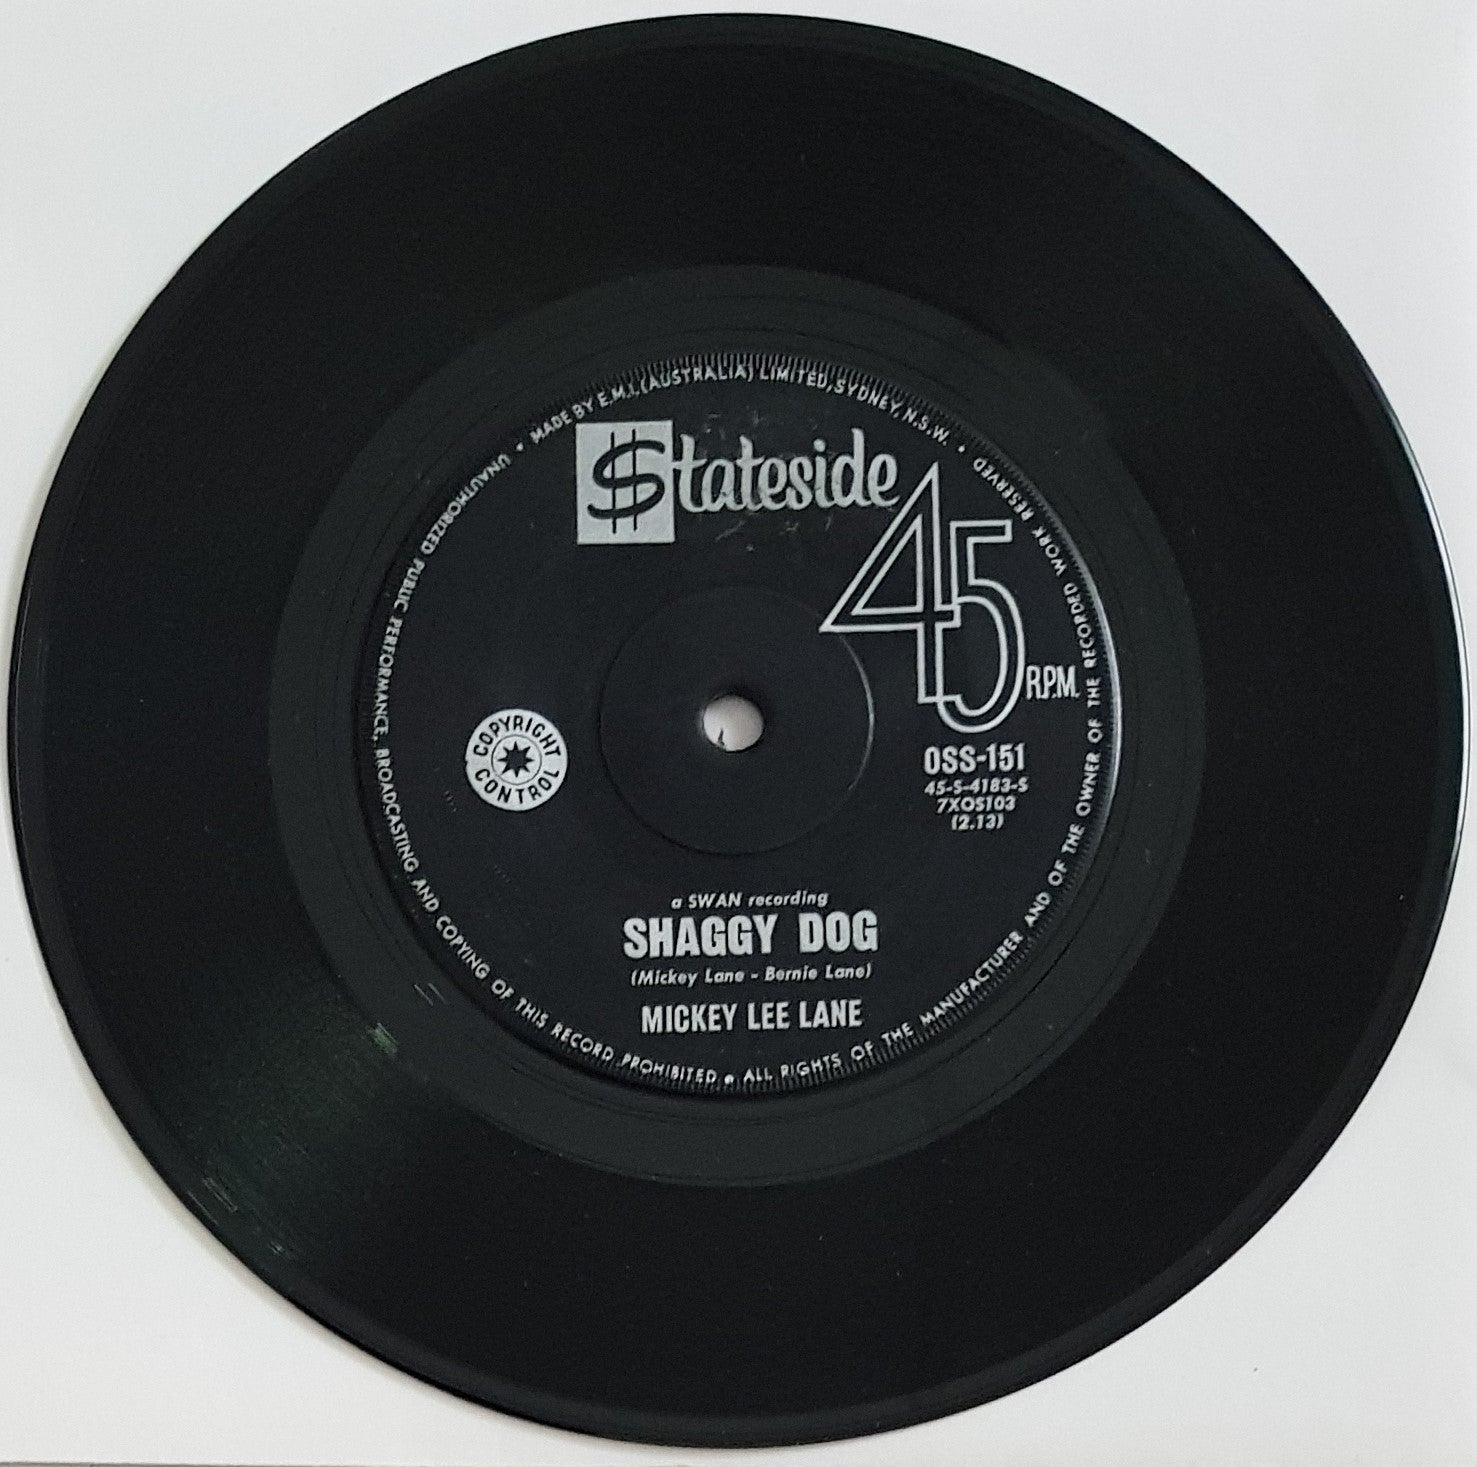 MADE BY E.M.I. (AUSTRALIA) LIMITED, SYDNEY, N.S.W. •
$tateside
45
R.P.M.
COPYRIGHT
CONTROL
OSS-151
45-S-4183-S
7XOS103
(2.13)
a SWAN recording
SHAGGY DOG
(Mickey Lane - Bernie Lane)
MICKEY LEE LANE
UNAUTHORIZED PUBLIC PERFORMANCE, BROADCASTING AND COPYING OF THIS RECORD PROHIBITED • ALL RIGHTS OF THE MANUFACTURER AND OF THE OWNER OF THE RECORDED WORK RESERVED •